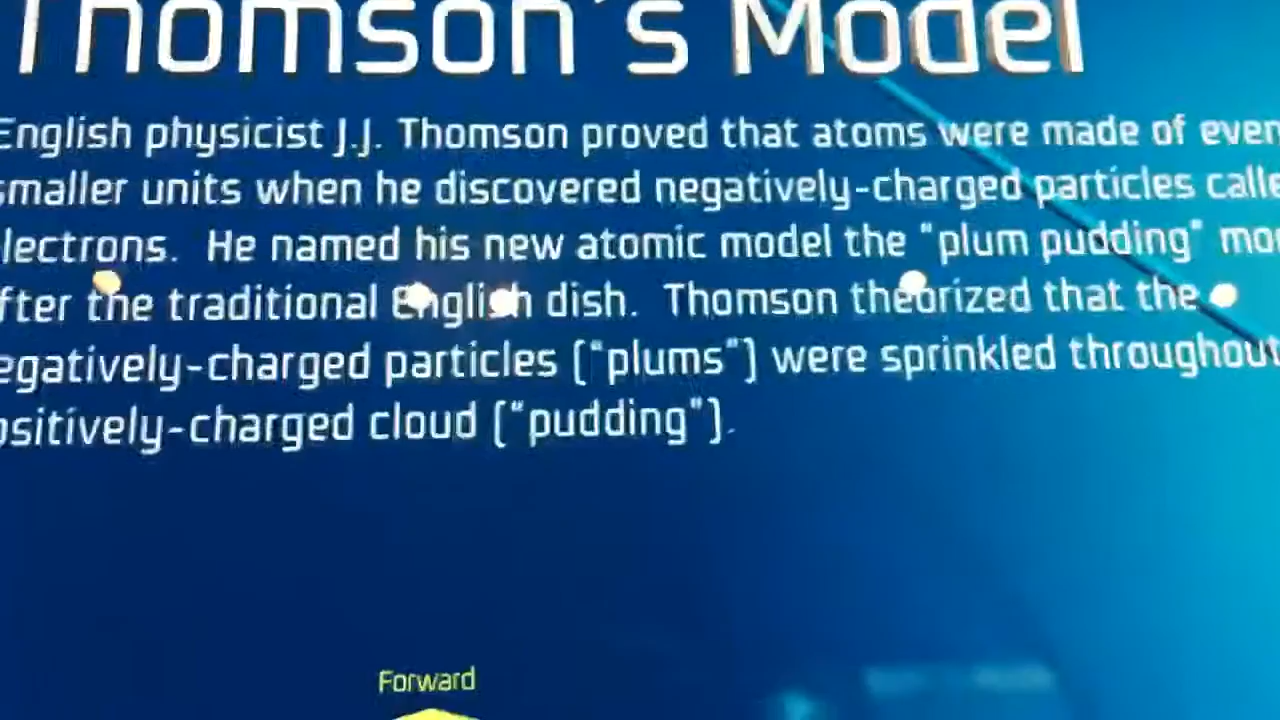 Thomson's Model
English physicist J.J. Thomson proved that atoms were made of even
smaller units when he discovered negatively-charged particles calle
lectrons. He named his new atomic model the "plum pudding" mo
fter the traditional English dish. Thomson theorized that the
egatively-charged particles ("plums") were sprinkled throughout
ositively-charged cloud ("pudding").
Forward